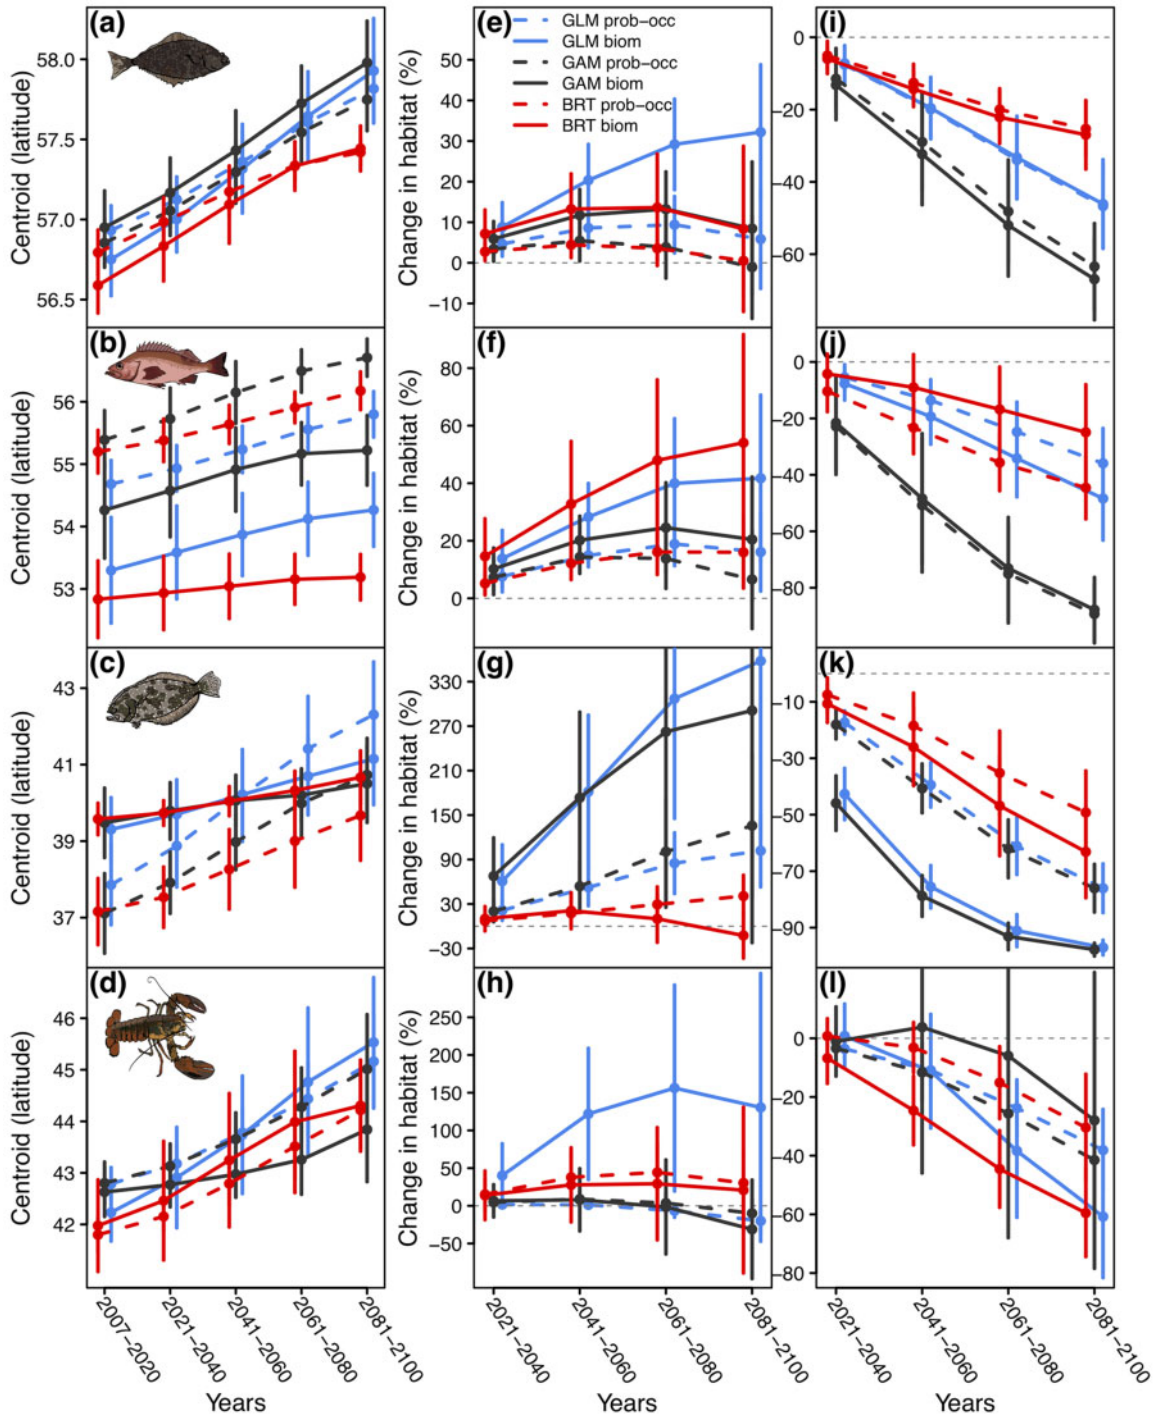 (a)
Centroid (latitude)
58.0
57.5
57.0
56.5
(e)
Change in habitat (%)
50
40
30
20
10
0
−10
GLM prob−occ
GLM biom
GAM prob−occ
GAM biom
BRT prob−occ
BRT biom
(i)
0
−20
−40
−60
(b)
Centroid (latitude)
56
55
54
53
(f)
Change in habitat (%)
80
60
40
20
0
(j)
0
−20
−40
−60
−80
(c)
Centroid (latitude)
43
41
39
37
(g)
Change in habitat (%)
330
270
210
150
90
30
−30
(k)
−10
−30
−50
−70
−90
(d)
Centroid (latitude)
46
45
44
43
42
(h)
Change in habitat (%)
250
200
150
100
50
0
−50
(l)
0
−20
−40
−60
−80
2007−2020
2021−2040
2041−2060
2061−2080
2081−2100
Years
2021−2040
2041−2060
2061−2080
2081−2100
Years
2021−2040
2041−2060
2061−2080
2081−2100
Years